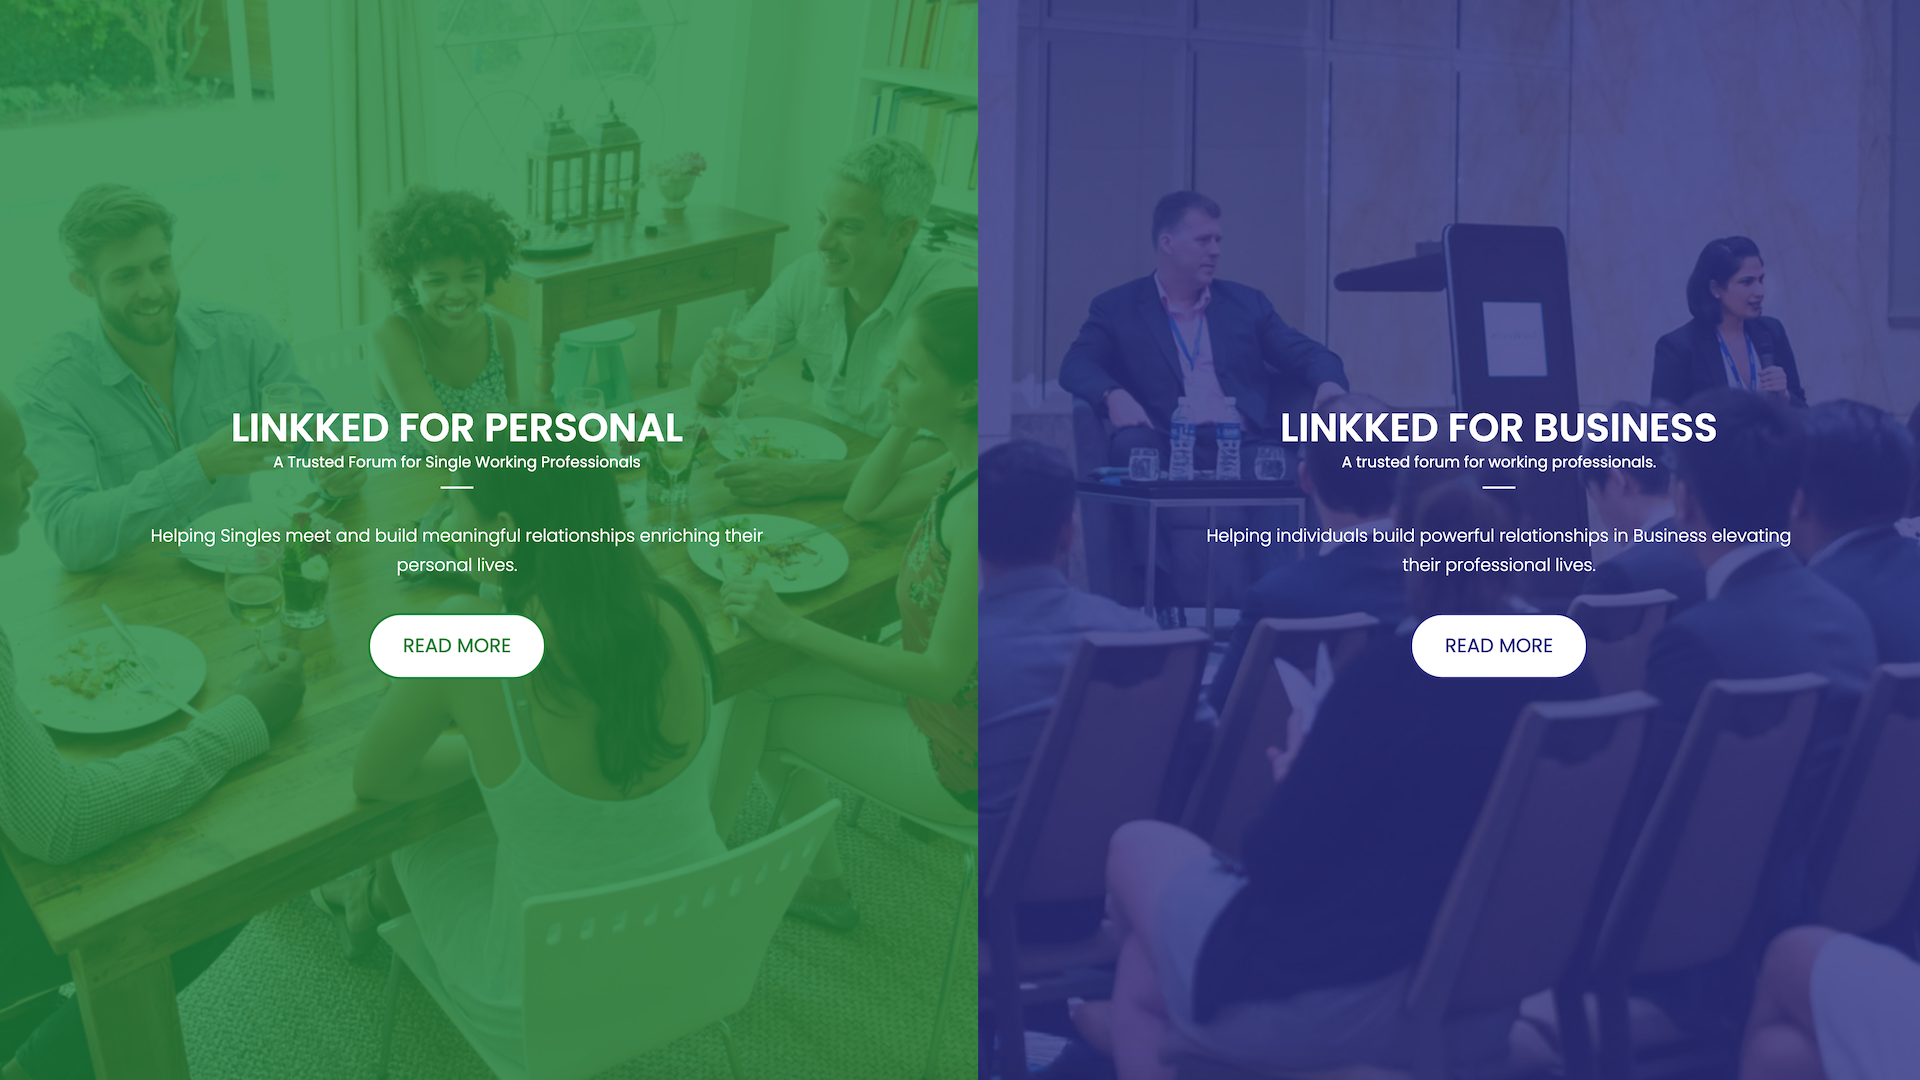 LINKKED FOR PERSONAL
A Trusted Forum for Single Working Professionals
Helping Singles meet and build meaningful relationships enriching their
personal lives.
READ MORE
LINKKED FOR BUSINESS
A trusted forum for working professionals.
Helping individuals build powerful relationships in Business elevating
their professional lives.
READ MORE